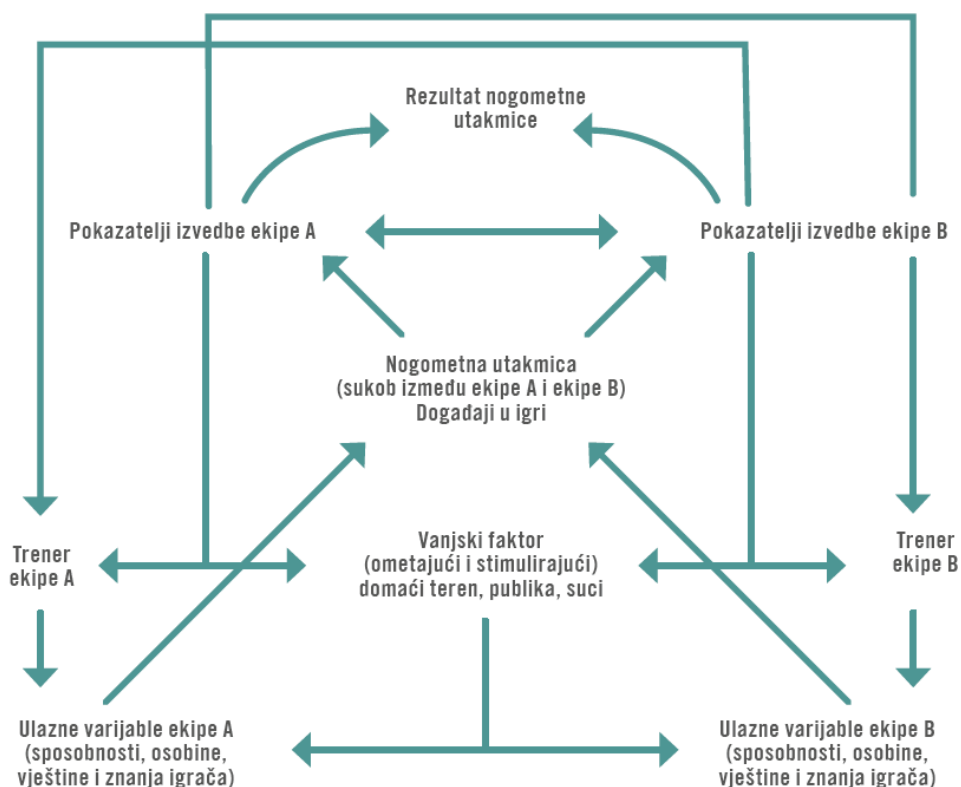 Rezultat nogometne
utakmice
Pokazatelji izvedbe ekipe A
Pokazatelji izvedbe ekipe B
Nogometna utakmica
(sukob između ekipe A i ekipe B)
Događaji u igri
Trener
ekipe A
Vanjski faktor
(ometajući i stimulirajući)
domaći teren, publika, suci
Trener
ekipe B
Ulazne varijable ekipe A
(sposobnosti, osobine,
vještine i znanja igrača)
Ulazne varijable ekipe B
(sposobnosti, osobine,
vještine i znanja igrača)